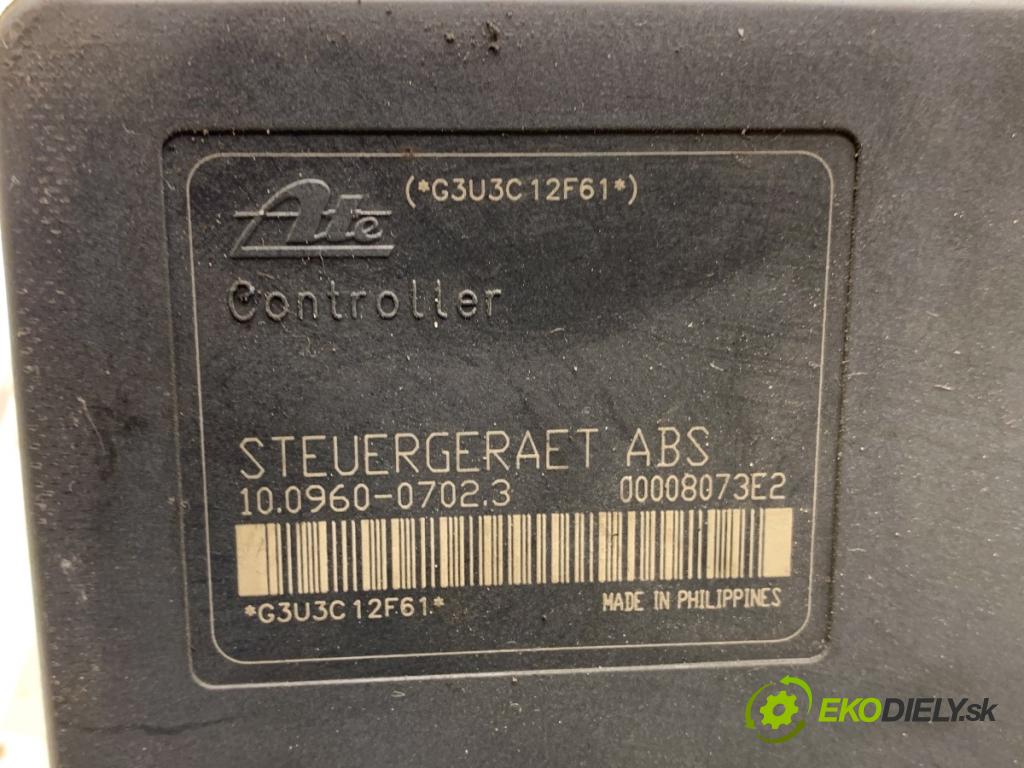 (*G3U3C12F61*)
Ate
Controller
STEUERGERAET ABS
10.0960-0702.3 00008073E2
*G3U3C12F61*
MADE IN PHILIPPINES
EKODIELY.sk